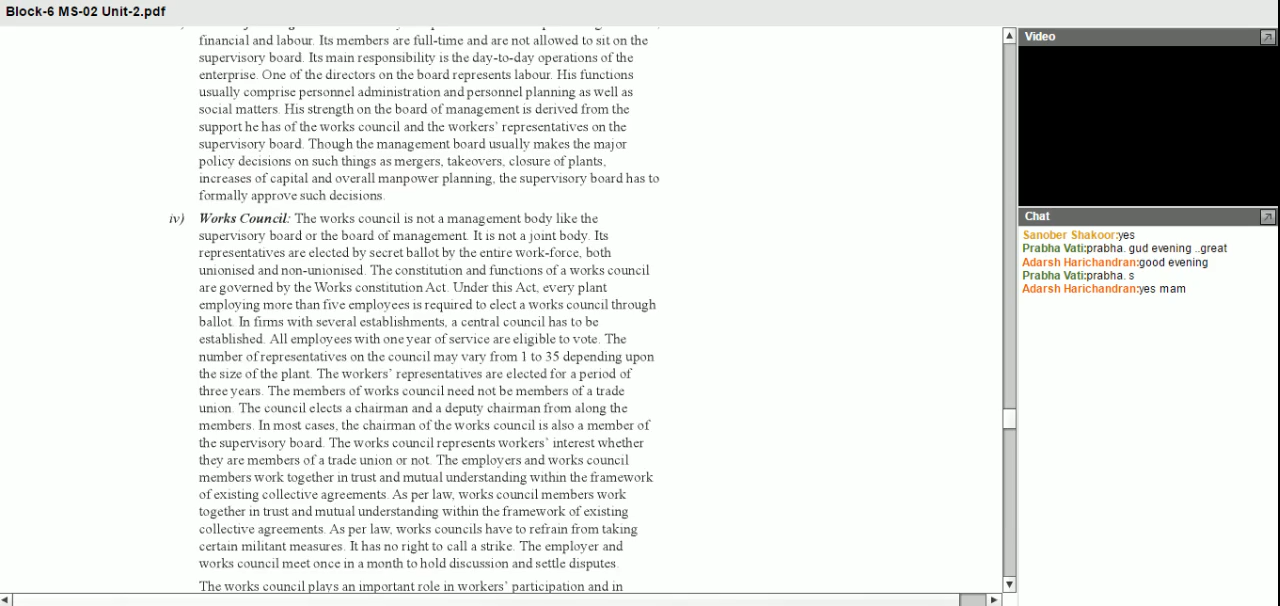 Block-6 MS-02 Unit-2.pdf
financial and labour. Its members are full-time and are not allowed to sit on the
supervisory board. Its main responsibility is the day-to-day operations of the
enterprise. One of the directors on the board represents labour. His functions
usually comprise personnel administration and personnel planning as well as
social matters. His strength on the board of management is derived from the
support he has of the works council and the workers' representatives on the
supervisory board. Though the management board usually makes the major
policy decisions on such things as mergers, takeovers, closure of plants,
increases of capital and overall manpower planning, the supervisory board has to
formally approve such decisions.
iv) Works Council: The works council is not a management body like the
supervisory board or the board of management. It is not a joint body. Its
representatives are elected by secret ballot by the entire work-force, both
unionised and non-unionised. The constitution and functions of a works council
are governed by the Works constitution Act. Under this Act, every plant
employing more than five employees is required to elect a works council through
ballot. In firms with several establishments, a central council has to be
established. All employees with one year of service are eligible to vote. The
number of representatives on the council may vary from 1 to 35 depending upon
the size of the plant. The workers' representatives are elected for a period of
three years. The members of works council need not be members of a trade
union. The council elects a chairman and a deputy chairman from along the
members. In most cases, the chairman of the works council is also a member of
the supervisory board. The works council represents workers' interest whether
they are members of a trade union or not. The employers and works council
members work together in trust and mutual understanding within the framework
of existing collective agreements. As per law, works council members work
together in trust and mutual understanding within the framework of existing
collective agreements. As per law, works councils have to refrain from taking
certain militant measures. It has no right to call a strike. The employer and
works council meet once in a month to hold discussion and settle disputes.
The works council plays an important role in workers' participation and in
Video
Chat
Sanober Shakoor:yes
Prabha Vati:prabha. gud evening ..great
Adarsh Harichandran:good evening
Prabha Vati:prabha. s
Adarsh Harichandran:yes mam